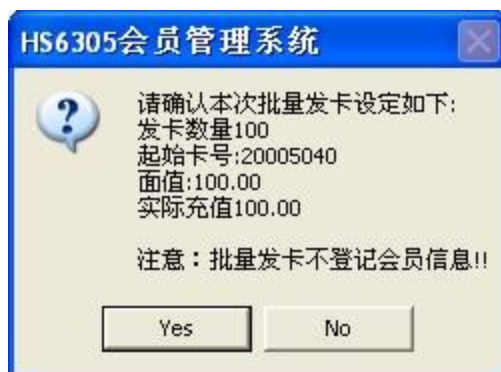 HS6305会员管理系统
请确认本次批量发卡设定如下:
发卡数量100
起始卡号:20005040
面值:100.00
实际充值100.00
注意：批量发卡不登记会员信息!!
Yes
No